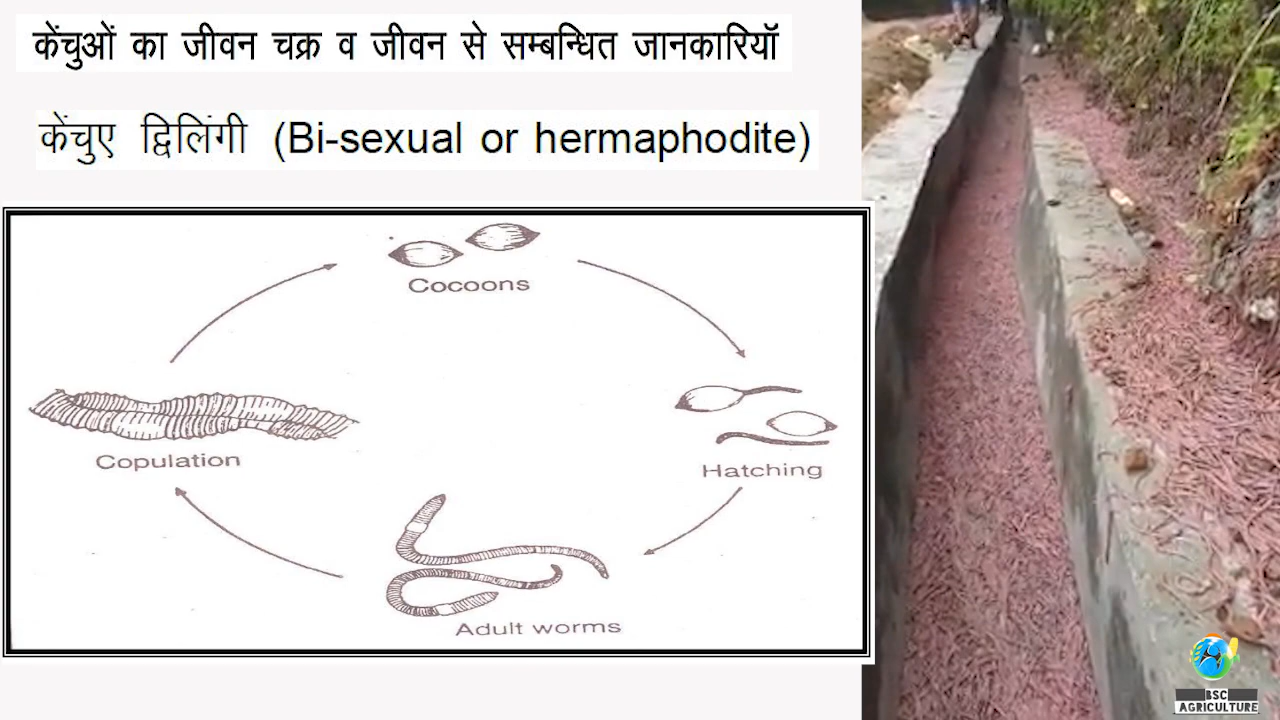 केंचुओं का जीवन चक्र व जीवन से सम्बन्धित जानकारियॉ
केंचुए द्विलिंगी (Bi-sexual or hermaphodite)
Cocoons
Hatching
Copulation
Adult worms
BSC
AGRICULTURE